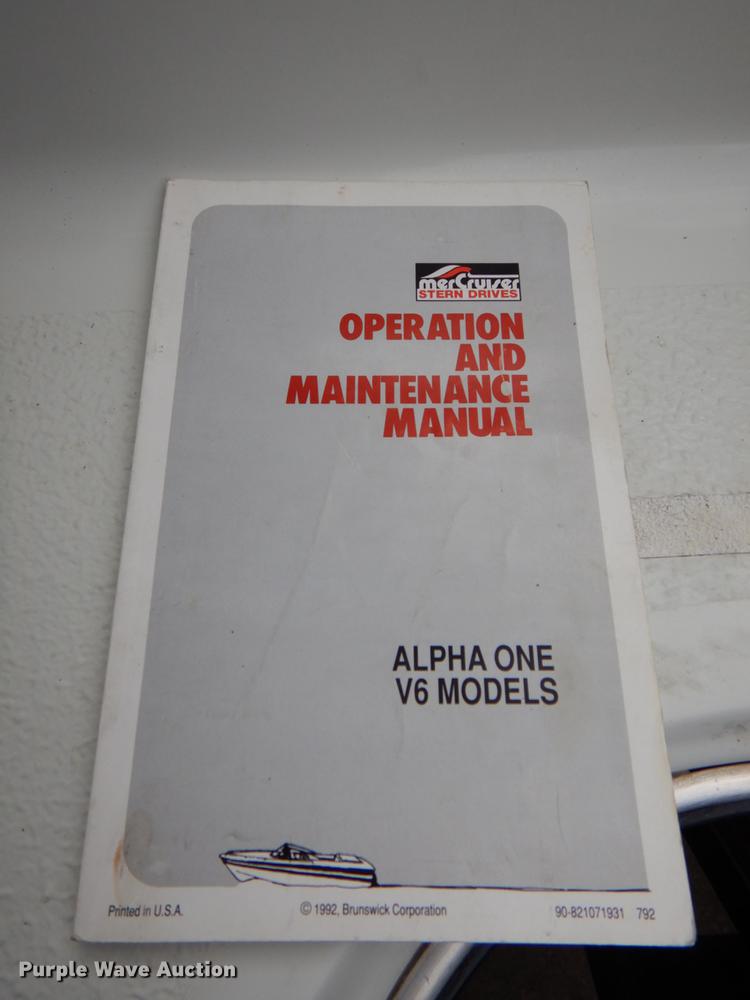 merCruiser
STERN DRIVES
OPERATION
AND
MAINTENANCE
MANUAL
ALPHA ONE
V6 MODELS
Printed in U.S.A.
© 1992, Brunswick Corporation
90-821071931 792
Purple Wave Auction